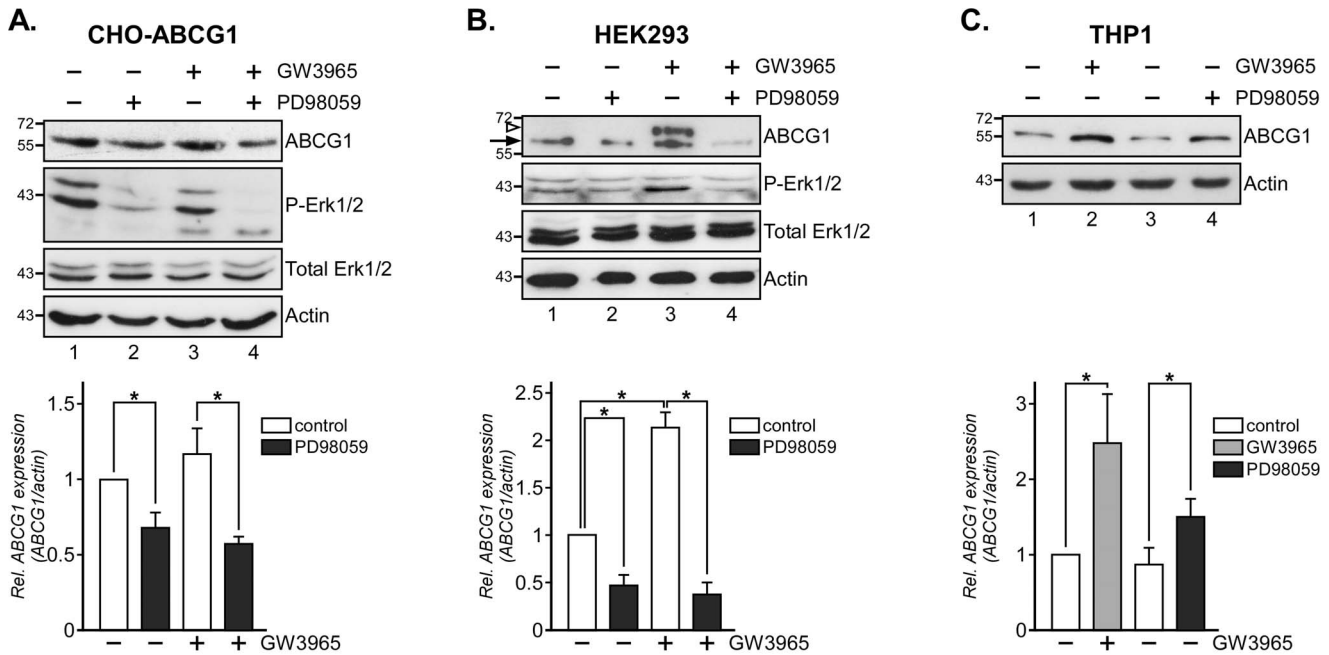 A.
CHO-ABCG1
– – + + GW3965
– + – + PD98059
72
55
ABCG1
43
P-Erk1/2
43
Total Erk1/2
43
Actin
1 2 3 4
Rel. ABCG1 expression
(ABCG1/actin)
1.5
1
0.5
0
* *
control
PD98059
– – + + GW3965
B.
HEK293
– – + + GW3965
– + – + PD98059
72
55
ABCG1
43
P-Erk1/2
43
Total Erk1/2
43
Actin
1 2 3 4
Rel. ABCG1 expression
(ABCG1/actin)
2.5
2
1
0.5
0
* * *
control
PD98059
– – + + GW3965
C.
THP1
– + – – GW3965
– – – + PD98059
72
55
ABCG1
43
Actin
1 2 3 4
Rel. ABCG1 expression
(ABCG1/actin)
3
2
1
0
* *
control
GW3965
PD98059
– + – – GW3965